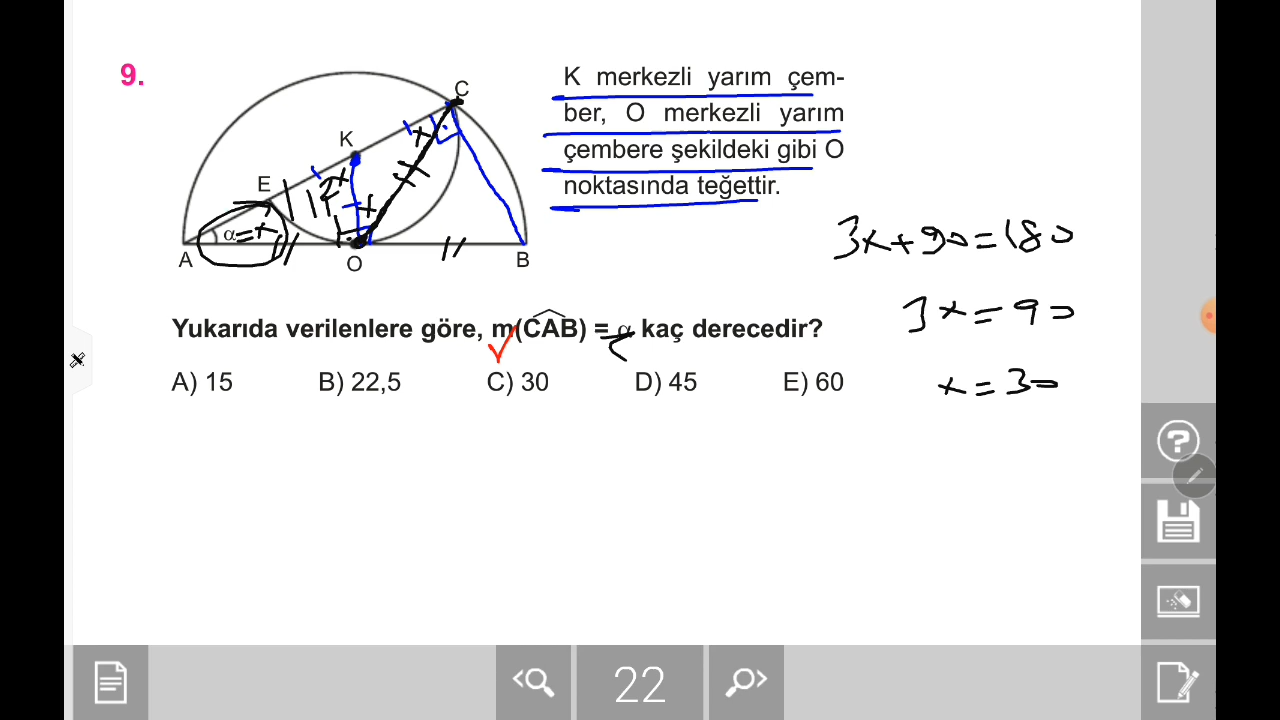 9.
K merkezli yarım çem-
ber, O merkezli yarım
çembere şekildeki gibi O
noktasında teğettir.
C
K
E
α = x
A
O
B
x
x
2x
x
3x+90=180
3x=90
x=30
Yukarıda verilenlere göre, m(CAB) = α kaç derecedir?
A) 15 B) 22,5 C) 30 D) 45 E) 60
?
22